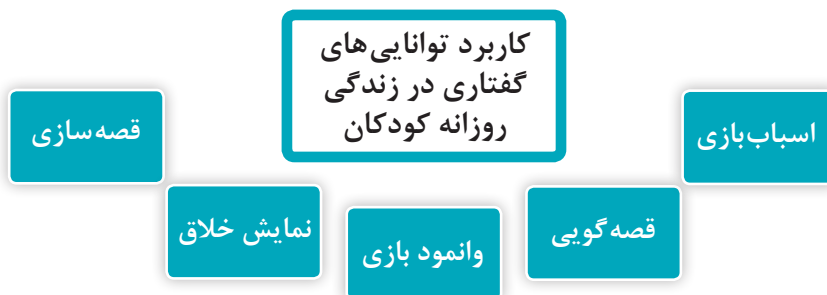 کاربرد توانایی‌های
گفتاری در زندگی
روزانه کودکان
اسباب‌بازی
قصه‌گویی
وانمود بازی
نمایش خلاق
قصه‌سازی